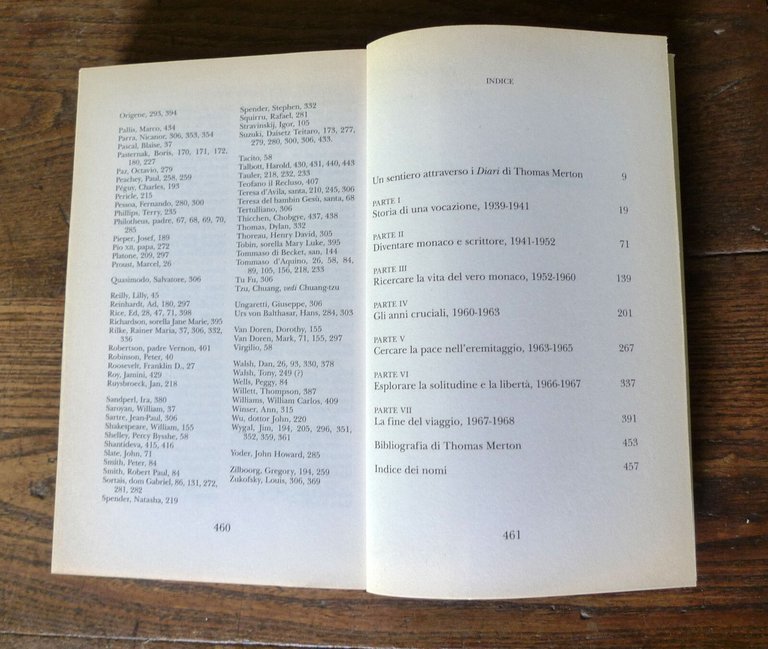 Origene, 293, 394
Pallis, Marco, 434
Parra, Nicanor, 306, 353, 354
Pascal, Blaise, 37
Pasternak, Boris, 170, 171, 172,
180, 227
Paz, Octavio, 279
Peachey, Paul, 258, 259
Péguy, Charles, 193
Pericle, 215
Pessoa, Fernando, 280, 300
Phillips, Terry, 235
Philotheus, padre, 67, 68, 69, 70,
285
Pieper, Josef, 189
Pio XII, papa, 272
Platone, 209, 297
Proust, Marcel, 26
Quasimodo, Salvatore, 306
Reilly, Lilly, 45
Reinhardt, Ad, 180, 297
Rice, Ed, 28, 47, 71, 398
Richardson, sorella Jane Marie, 395
Rilke, Rainer Maria, 37, 306, 332,
336
Robertson, padre Vernon, 401
Robinson, Peter, 40
Roosevelt, Franklin D., 27
Roy, Jamini, 429
Ruysbroeck, Jan, 218
Sandperl, Ira, 380
Saroyan, William, 37
Sartre, Jean-Paul, 306
Shakespeare, William, 155
Shelley, Percy Bysshe, 58
Shantideva, 415, 416
Slate, John, 71
Smith, Peter, 84
Smith, Robert Paul, 84
Sortais, dom Gabriel, 86, 131, 272,
281, 282
Spender, Natasha, 219
Spender, Stephen, 332
Squirru, Rafael, 281
Stravinskij, Igor, 105
Suzuki, Daisetz Teitaro, 173, 277,
279, 280, 300, 306, 433.
Tacito, 58
Talbott, Harold, 430, 431, 440, 443
Tauler, 218, 232, 233
Teofano il Recluso, 407
Teresa d'Avila, santa, 210, 245, 306
Teresa del bambin Gesù, santa, 68
Tertulliano, 306
Thicchen, Chobgye, 437, 438
Thomas, Dylan, 332
Thoreau, Henry David, 305
Tobin, sorella Mary Luke, 395
Tommaso di Becket, san, 144
Tommaso d'Aquino, 26, 58, 84,
89, 105, 156, 218, 233
Tu Fu, 306
Tzu, Chuang, vedi Chuang-tzu
Ungaretti, Giuseppe, 306
Urs von Balthasar, Hans, 284, 303
Van Doren, Dorothy, 155
Van Doren, Mark, 71, 155, 297
Virgilio, 58
Walsh, Dan, 26, 93, 330, 378
Walsh, Tony, 249 (?)
Wells, Peggy, 84
Willett, Thompson, 387
Williams, William Carlos, 409
Winser, Ann, 315
Wu, dottor John, 220
Wygal, Jim, 194, 205, 296, 351,
352, 359, 361
Yoder, John Howard, 285
Zilboorg, Gregory, 194, 259
Zukofsky, Louis, 306, 369
460
INDICE
Un sentiero attraverso i Diari di Thomas Merton 9
PARTE I
Storia di una vocazione, 1939-1941 19
PARTE II
Diventare monaco e scrittore, 1941-1952 71
PARTE III
Ricercare la vita del vero monaco, 1952-1960 139
PARTE IV
Gli anni cruciali, 1960-1963 201
PARTE V
Cercare la pace nell'eremitaggio, 1963-1965 267
PARTE VI
Esplorare la solitudine e la libertà, 1966-1967 337
PARTE VII
La fine del viaggio, 1967-1968 391
Bibliografia di Thomas Merton 453
Indice dei nomi 457
461